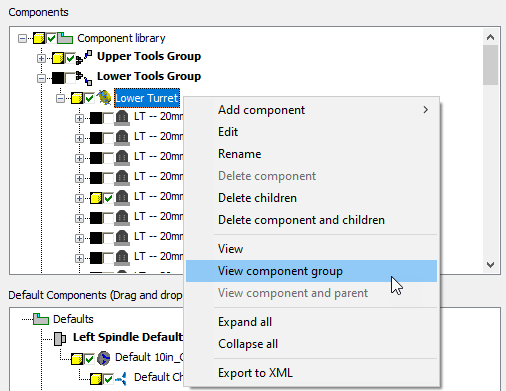 Components
Component library
Upper Tools Group
Lower Tools Group
Lower Turret
LT -- 20mm
LT -- 20mm
LT -- 20mm
LT -- 20mm
LT -- 20mm
LT -- 20mm
LT -- 20mm
Add component
Edit
Rename
Delete component
Delete children
Delete component and children
View
View component group
View component and parent
Expand all
Collapse all
Export to XML
Default Components (Drag and drop
Defaults
Left Spindle Default
Default 10in_
Default Ch